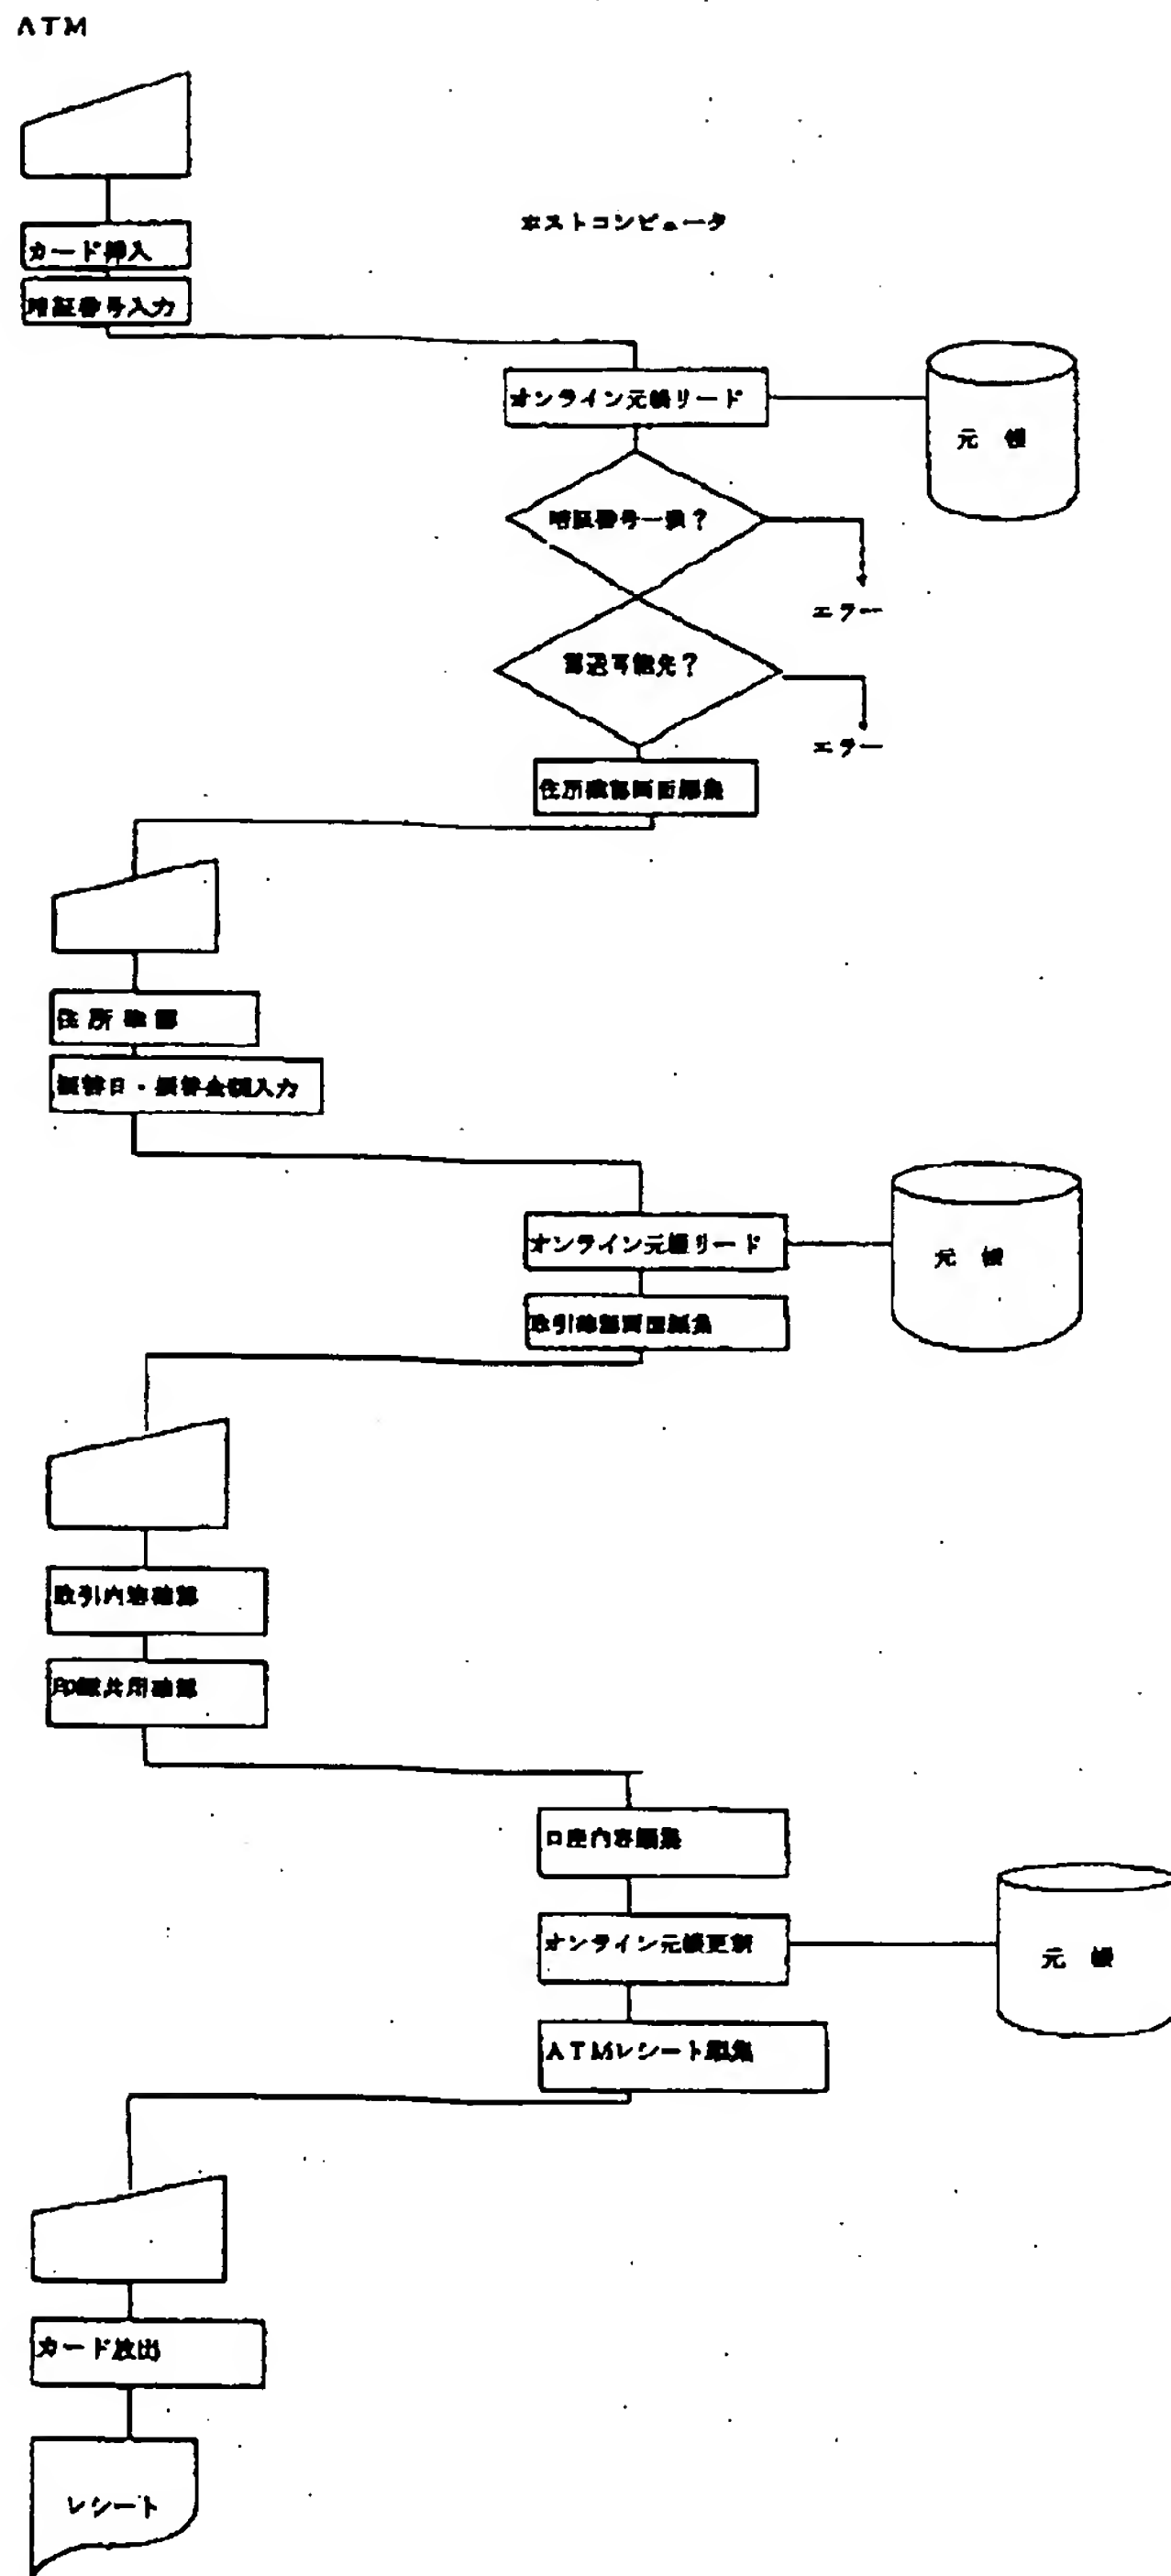 ATM
ホストコンピュータ
カード挿入
暗証番号入力
オンライン元帳リード
元 帳
暗証番号一致?
エラー
郵送可能先?
エラー
住所確認画面編集
住所確認
振替日・振替金額入力
オンライン元帳リード
元 帳
取引確認画面編集
取引内容確認
印鑑共用確認
口座内容編集
オンライン元帳更新
元 帳
ATMレシート編集
カード放出
レシート